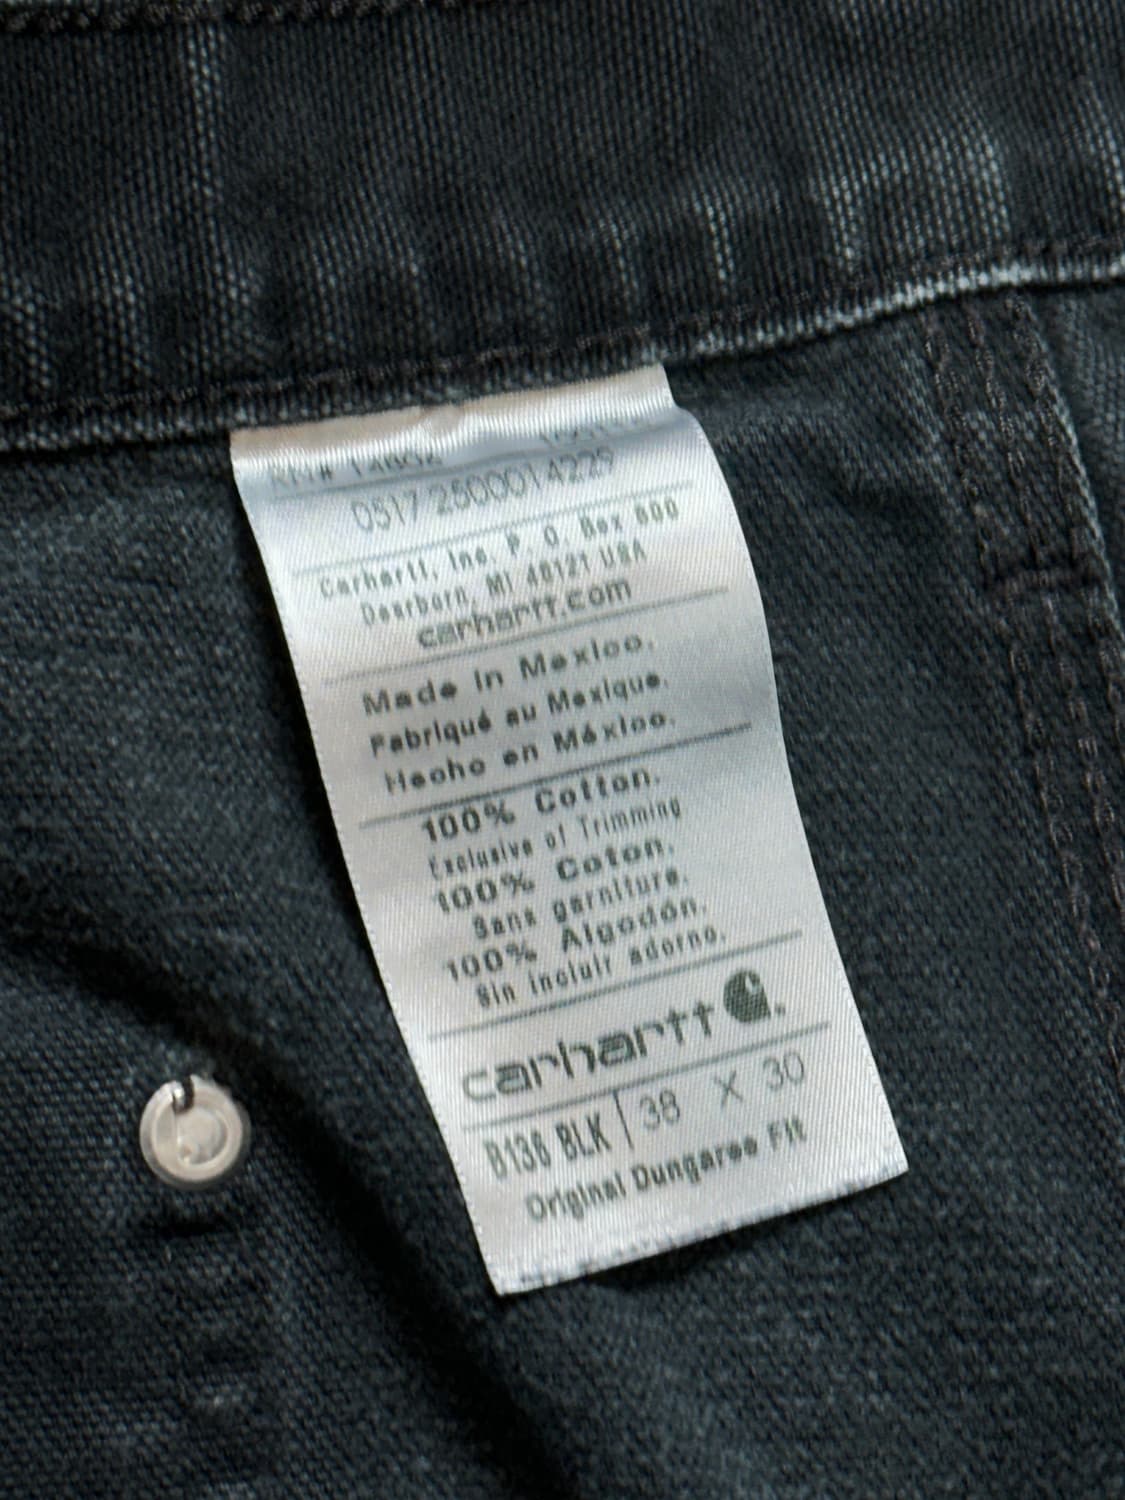 RN# 14806
0517 2500014229
Carhartt, Inc. P. O. Box 600
Dearborn, MI 48121 USA
carhartt.com
Made in Mexico.
Fabriqué au Mexique.
Hecho en México.
100% Cotton.
Exclusive of Trimming
100% Coton.
Sans garniture.
100% Algodón.
Sin incluir adorno.
carhartt
B136 BLK 38 X 30
Original Dungaree Fit